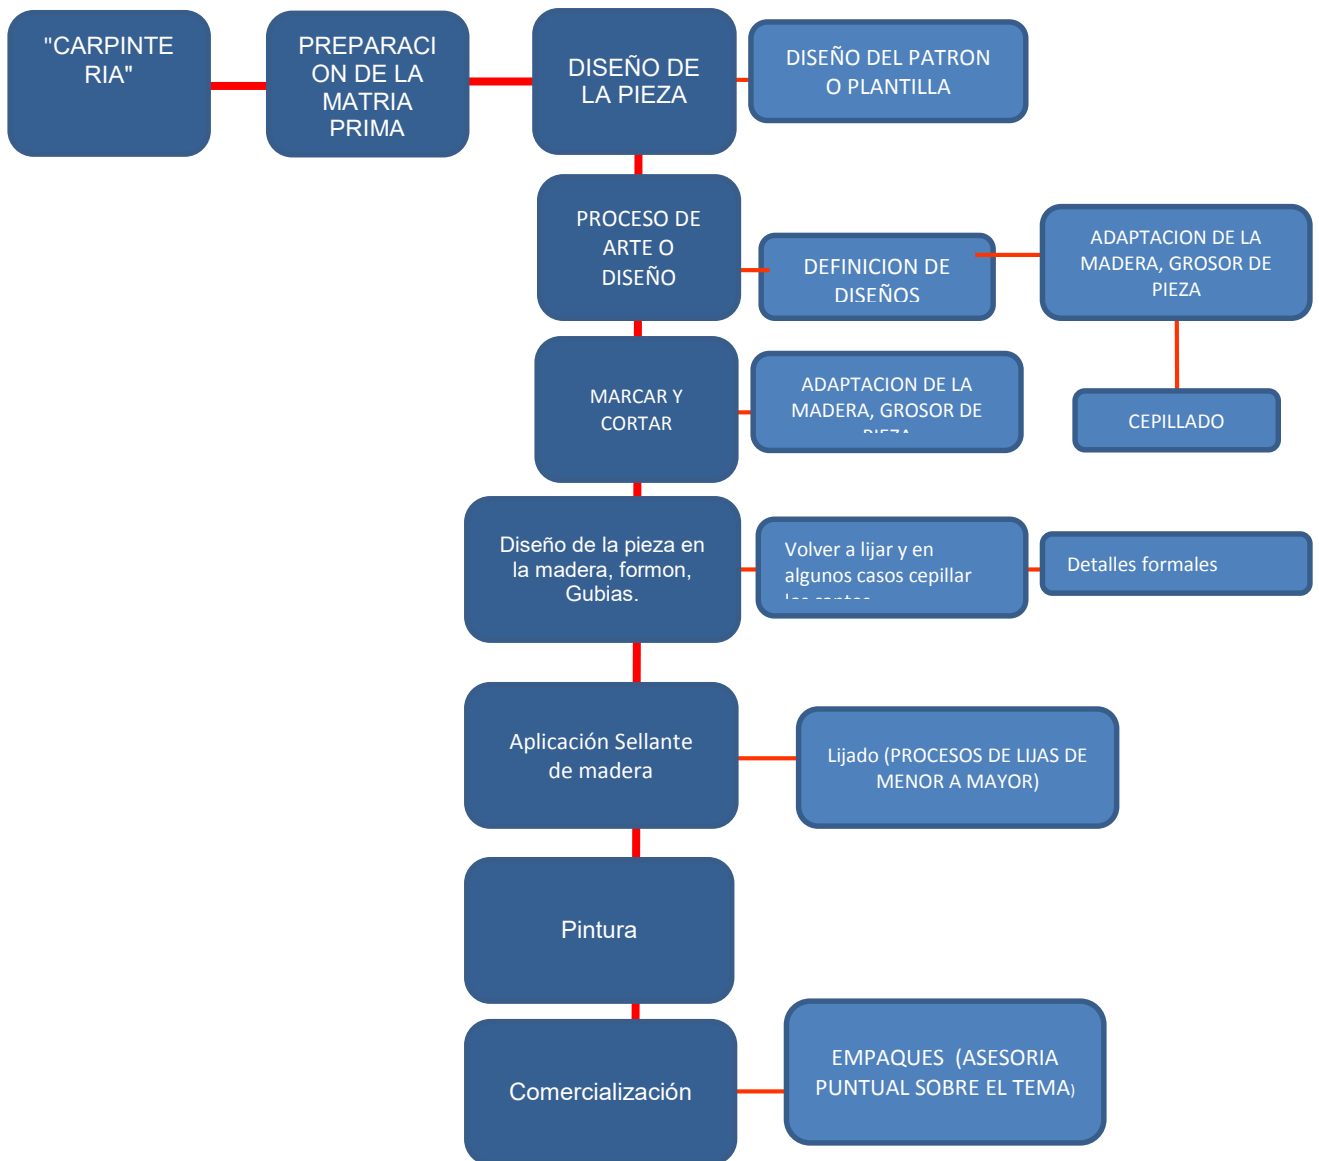 "CARPINTE
RIA"
PREPARACI
ON DE LA
MATRIA
PRIMA
DISEÑO DE
LA PIEZA
DISEÑO DEL PATRON
O PLANTILLA
PROCESO DE
ARTE O
DISEÑO
DEFINICION DE
DISEÑOS
ADAPTACION DE LA
MADERA, GROSOR DE
PIEZA
MARCAR Y
CORTAR
ADAPTACION DE LA
MADERA, GROSOR DE
PIEZA
CEPILLADO
Diseño de la pieza en
la madera, formon,
Gubias.
Volver a lijar y en
algunos casos cepillar
los cantos
Detalles formales
Aplicación Sellante
de madera
Lijado (PROCESOS DE LIJAS DE
MENOR A MAYOR)
Pintura
Comercialización
EMPAQUES  (ASESORIA
PUNTUAL SOBRE EL TEMA)